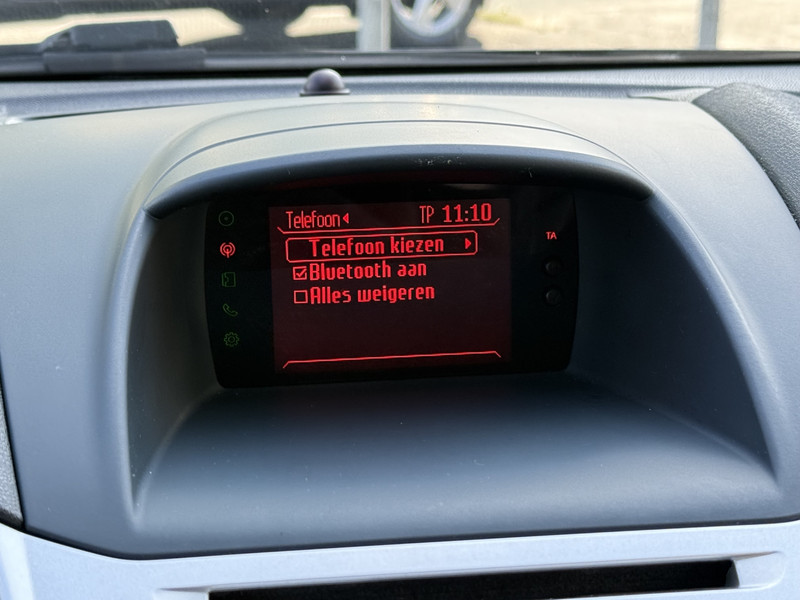 Telefoon TP 11:10
Telefoon kiezen
Bluetooth aan
Alles weigeren
TA